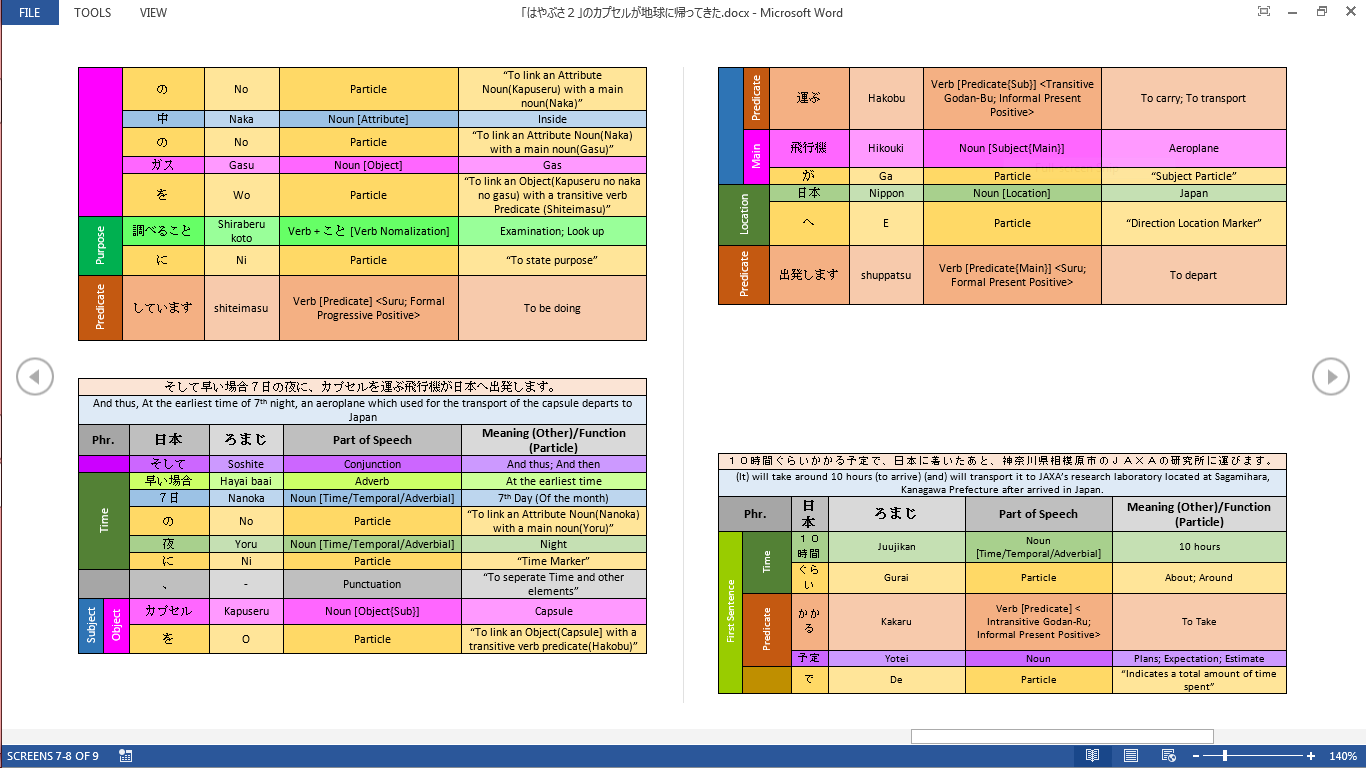 FILE TOOLS VIEW
「はやぶさ２」のカプセルが地球に帰ってきた.docx - Microsoft Word
の No Particle “To link an Attribute
Noun(Kapuseru) with a main
noun(Naka)”
中 Naka Noun [Attribute] Inside
の No Particle “To link an Attribute Noun(Naka)
with a main noun(Gasu)”
ガス Gasu Noun [Object] Gas
を Wo Particle “To link an Object(Kapuseru no naka
no gasu) with a transitive verb
Predicate (Shiteimasu)”
Purpose
調べること Shiraberu
koto Verb + こと [Verb Nomalization] Examination; Look up
に Ni Particle “To state purpose”
Predicate
しています shiteimasu Verb [Predicate] <Suru; Formal
Progressive Positive> To be doing
そして早い場合７日の夜に、カプセルを運ぶ飛行機が日本へ出発します。
And thus, At the earliest time of 7th night, an aeroplane which used for the transport of the capsule departs to
Japan
Phr. 日本 ろまじ Part of Speech Meaning (Other)/Function
(Particle)
そして Soshite Conjunction And thus; And then
Time
早い場合 Hayai baai Adverb At the earliest time
７日 Nanoka Noun [Time/Temporal/Adverbial] 7th Day (Of the month)
の No Particle “To link an Attribute Noun(Nanoka)
with a main noun(Yoru)”
夜 Yoru Noun [Time/Temporal/Adverbial] Night
に Ni Particle “Time Marker”
、 - Punctuation “To seperate Time and other
elements”
Subject
Object
カプセル Kapuseru Noun [Object{Sub}] Capsule
を O Particle “To link an Object(Capsule] with a
transitive verb predicate(Hakobu)”
Predicate
運ぶ Hakobu Verb [Predicate{Sub}] <Transitive
Godan-Bu; Informal Present
Positive> To carry; To transport
Main
飛行機 Hikouki Noun [Subject{Main}] Aeroplane
が Ga Particle “Subject Particle”
Location
日本 Nippon Noun [Location] Japan
へ E Particle “Direction Location Marker”
Predicate
出発します shuppatsu Verb [Predicate{Main}] <Suru;
Formal Present Positive> To depart
１０時間ぐらいかかる予定で、日本に着いたあと、神奈川県相模原市のＪＡＸＡの研究所に運びます。
(It) will take around 10 hours (to arrive) (and) will transport it to JAXA’s research laboratory located at Sagamihara,
Kanagawa Prefecture after arrived in Japan.
Phr. 日
本 ろまじ Part of Speech Meaning (Other)/Function
(Particle)
First Sentence
Time
１０
時間 Juujikan Noun
[Time/Temporal/Adverbial] 10 hours
ぐら
い Gurai Particle About; Around
Predicate
かか
る Kakaru Verb [Predicate] <
Intransitive Godan-Ru;
Informal Present Positive> To Take
予定 Yotei Noun Plans; Expectation; Estimate
で De Particle “Indicates a total amount of time
spent”
SCREENS 7-8 OF 9
140%